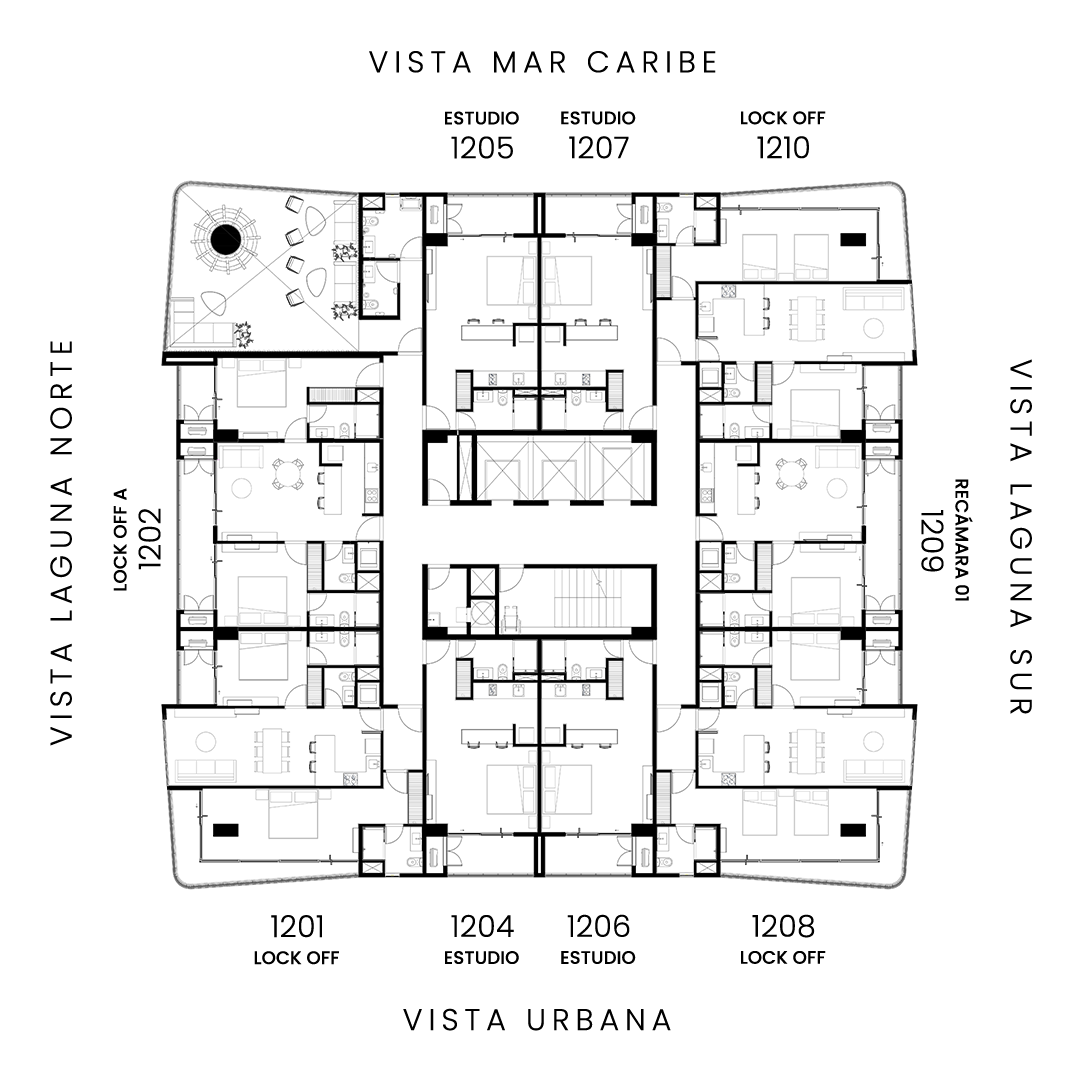 VISTA MAR CARIBE
ESTUDIO
1205
ESTUDIO
1207
LOCK OFF
1210
VISTA LAGUNA NORTE
LOCK OFF A
1202
VISTA LAGUNA SUR
RECÁMARA 01
1209
1201
LOCK OFF
1204
ESTUDIO
1206
ESTUDIO
1208
LOCK OFF
VISTA URBANA